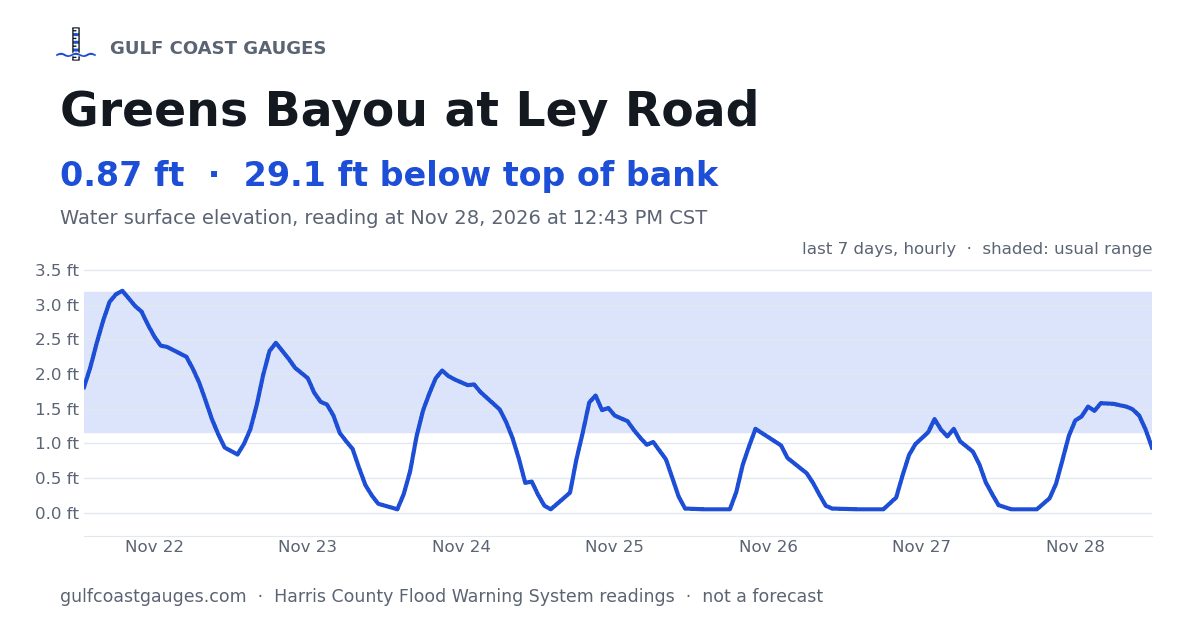 GULF COAST GAUGES
Greens Bayou at Ley Road
0.87 ft · 29.1 ft below top of bank
Water surface elevation, reading at Nov 28, 2026 at 12:43 PM CST
last 7 days, hourly · shaded: usual range
3.5 ft
3.0 ft
2.5 ft
2.0 ft
1.5 ft
1.0 ft
0.5 ft
0.0 ft
Nov 22 Nov 23 Nov 24 Nov 25 Nov 26 Nov 27 Nov 28
gulfcoastgauges.com · Harris County Flood Warning System readings · not a forecast